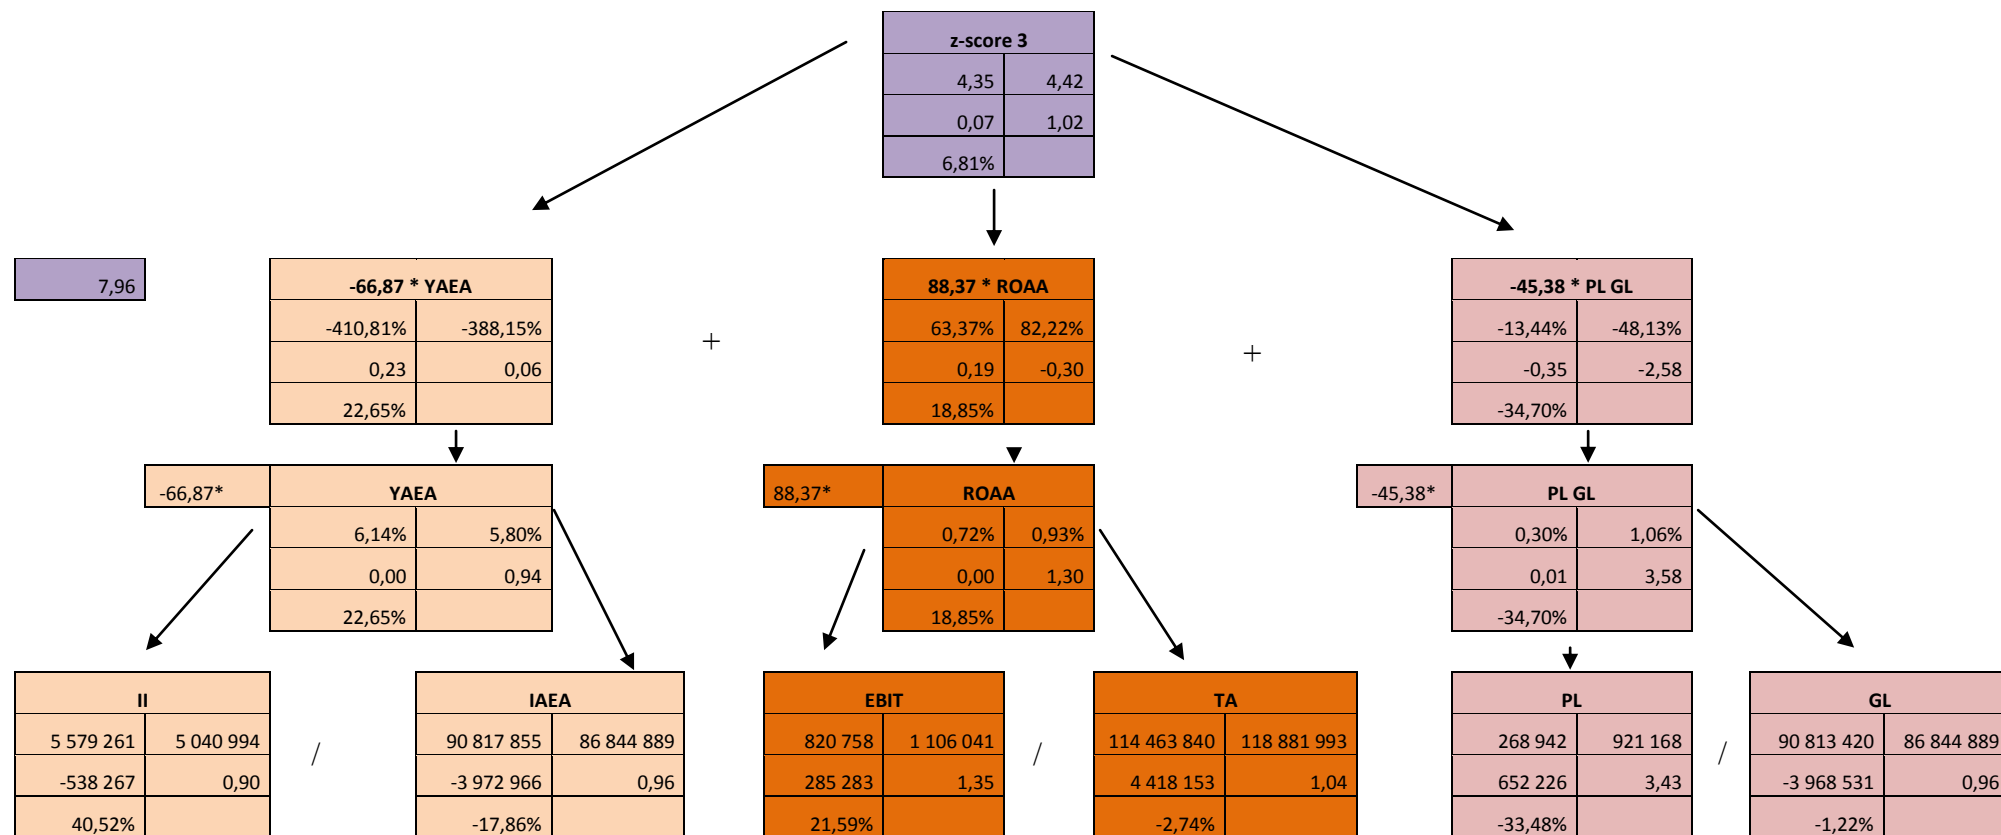 z-score 3
4,35 4,42
0,07 1,02
6,81%
7,96
-66,87 * YAEA 88,37 * ROAA -45,38 * PL GL
-410,81% -388,15% + 63,37% 82,22% + -13,44% -48,13%
0,23 0,06 0,19 -0,30 -0,35 -2,58
22,65% 18,85% -34,70%
-66,87* YAEA 88,37* ROAA -45,38* PL GL
6,14% 5,80% 0,72% 0,93% 0,30% 1,06%
0,00 0,94 0,00 1,30 0,01 3,58
22,65% 18,85% -34,70%
II IAEA EBIT TA PL GL
5 579 261 5 040 994 / 90 817 855 86 844 889 820 758 1 106 041 / 114 463 840 118 881 993 268 942 921 168 / 90 813 420 86 844 889
-538 267 0,90 -3 972 966 0,96 285 283 1,35 4 418 153 1,04 652 226 3,43 -3 968 531 0,96
40,52% -17,86% 21,59% -2,74% -33,48% -1,22%